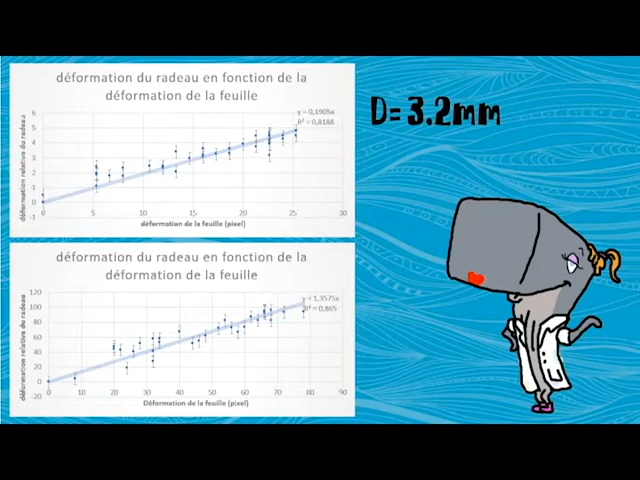 déformation du radeau en fonction de la
déformation de la feuille
y = 0,1905x
R² = 0,8188
déformation relative du radeau
6
5
4
3
2
1
0
-1
0
5
10
15
20
25
30
déformation de la feuille (pixel)
D= 3.2mm
déformation du radeau en fonction de la
déformation de la feuille
y = 1,3575x
R² = 0,865
déformation relative du radeau
120
100
80
60
40
20
0
-20
0
10
20
30
40
50
60
70
80
90
Déformation de la feuille (pixel)